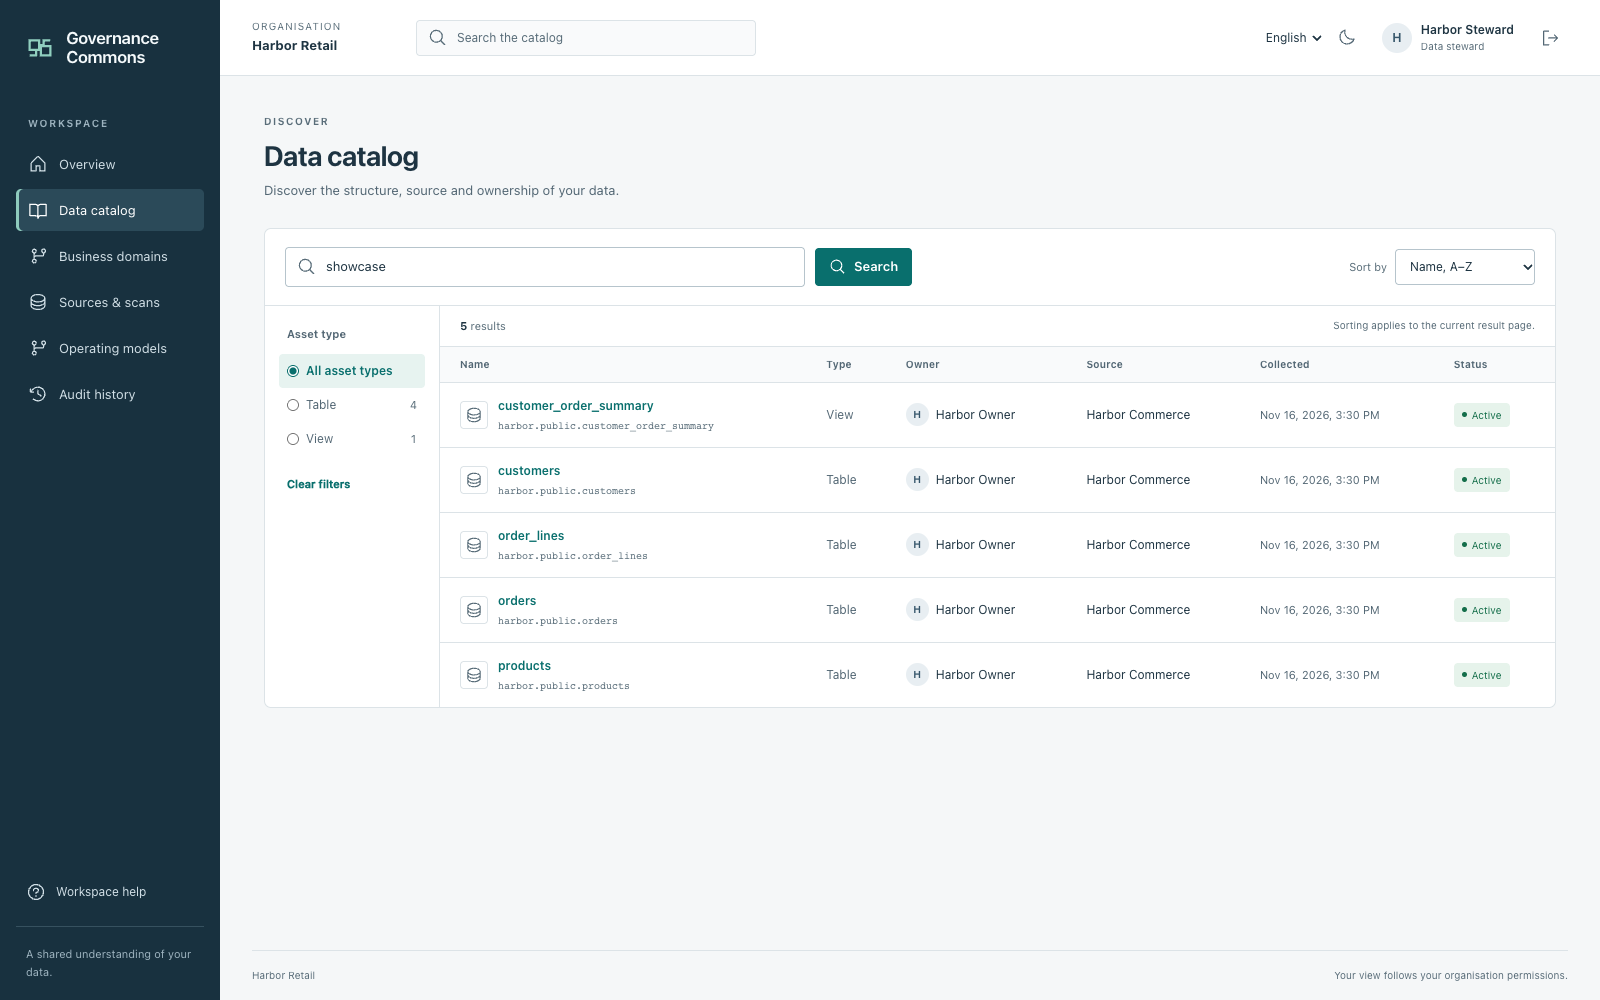 Governance
Commons
WORKSPACE
Overview
Data catalog
Business domains
Sources & scans
Operating models
Audit history
Workspace help
A shared understanding of your
data.
ORGANISATION
Harbor Retail
Search the catalog
English
H
Harbor Steward
Data steward
DISCOVER
Data catalog
Discover the structure, source and ownership of your data.
showcase
Search
Sort by
Name, A–Z
Asset type
All asset types
Table 4
View 1
Clear filters
5 results
Sorting applies to the current result page.
Name Type Owner Source Collected Status
customer_order_summary
harbor.public.customer_order_summary
View H Harbor Owner Harbor Commerce Nov 16, 2026, 3:30 PM Active
customers
harbor.public.customers
Table H Harbor Owner Harbor Commerce Nov 16, 2026, 3:30 PM Active
order_lines
harbor.public.order_lines
Table H Harbor Owner Harbor Commerce Nov 16, 2026, 3:30 PM Active
orders
harbor.public.orders
Table H Harbor Owner Harbor Commerce Nov 16, 2026, 3:30 PM Active
products
harbor.public.products
Table H Harbor Owner Harbor Commerce Nov 16, 2026, 3:30 PM Active
Harbor Retail
Your view follows your organisation permissions.